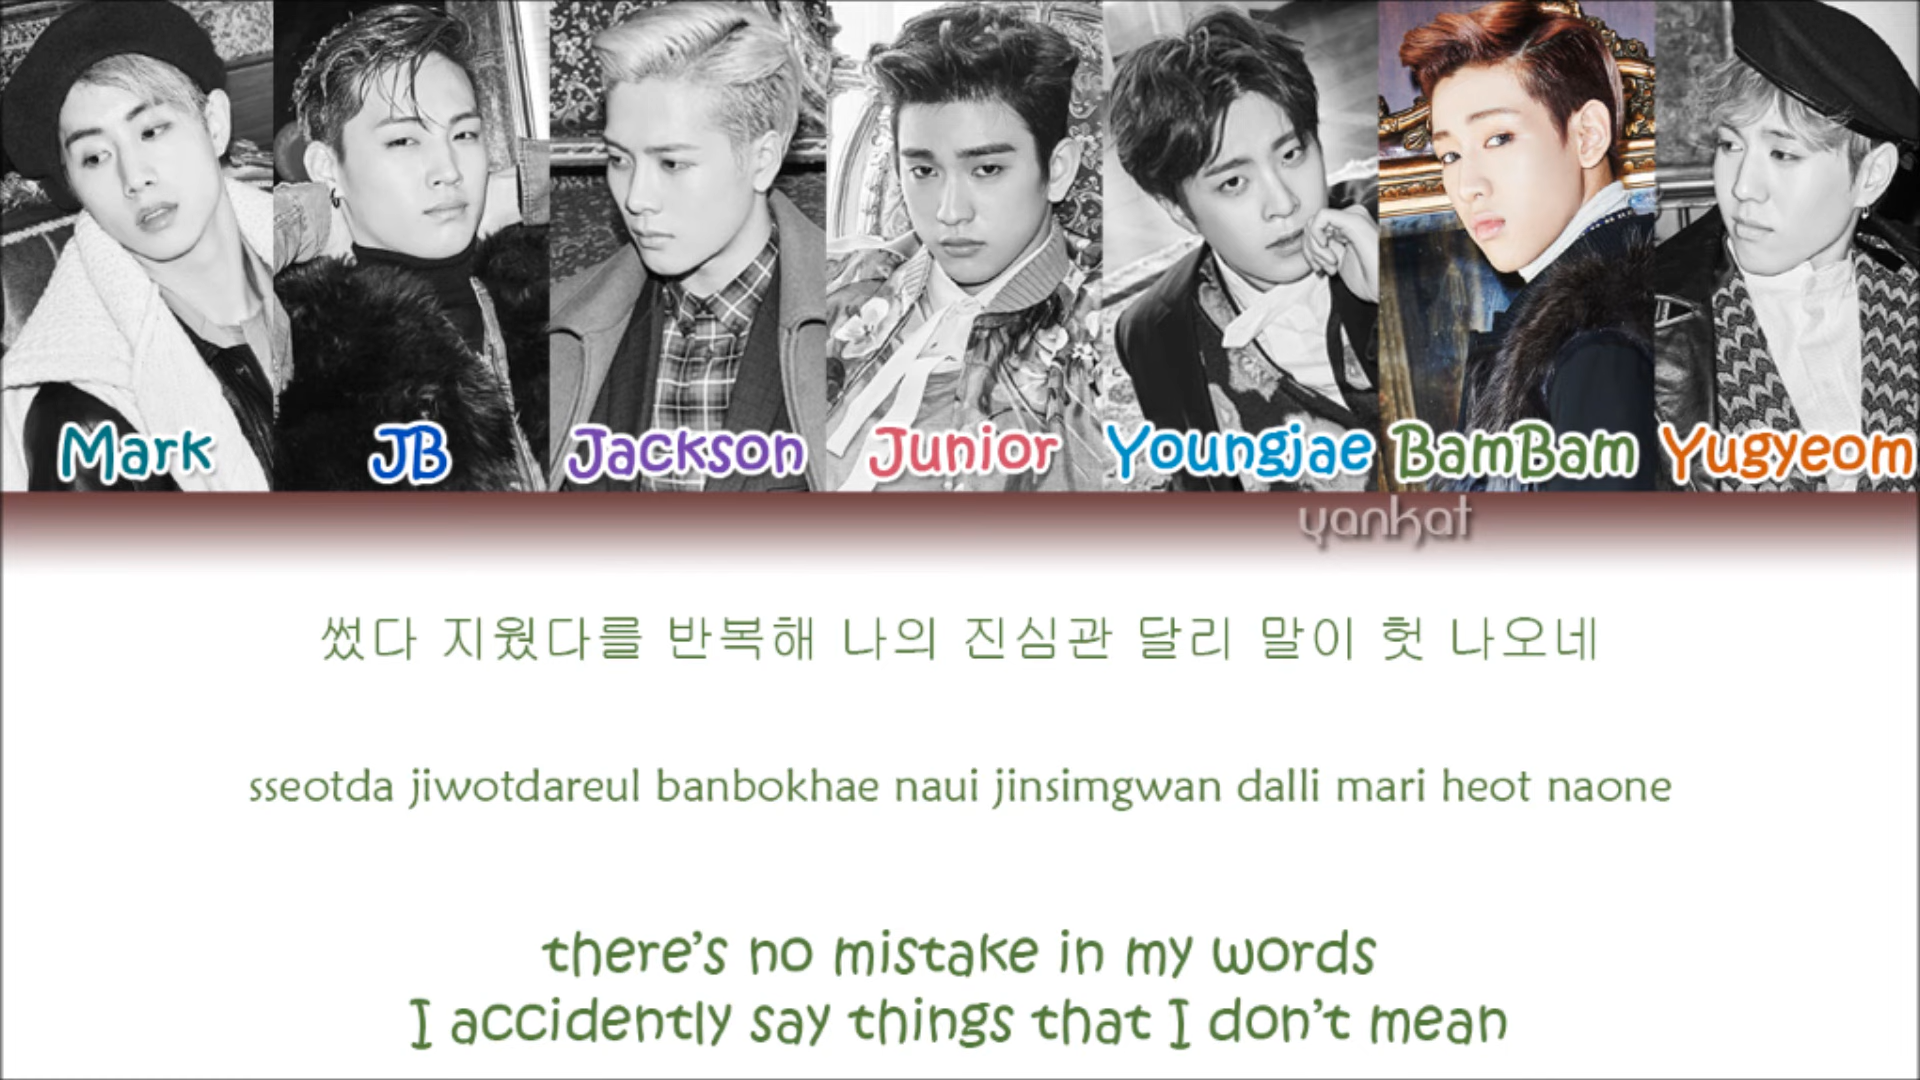 Mark JB Jackson Junior Youngjae BamBam Yugyeom
yankat
썼다 지웠다를 반복해 나의 진심관 달리 말이 헛 나오네
sseotda jiwotdareul banbokhae naui jinsimgwan dalli mari heot naone
there's no mistake in my words
I accidently say things that I don't mean